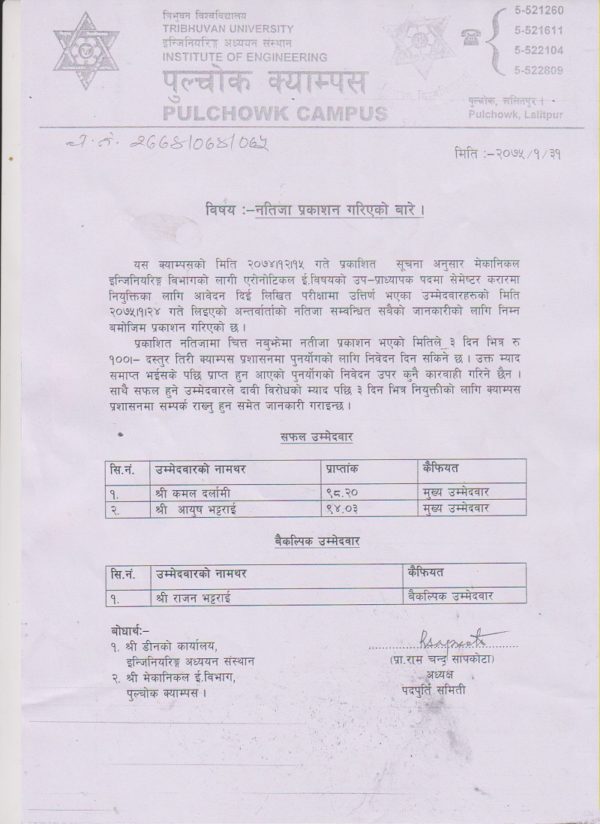 त्रिभुवन विश्वविद्यालय
TRIBHUVAN UNIVERSITY
इन्जिनियरिङ अध्ययन संस्थान
INSTITUTE OF ENGINEERING
पुल्चोक क्याम्पस
PULCHOWK CAMPUS
5-521260
5-521611
5-522104
5-522809
पुल्चोक, ललितपुर ।
Pulchowk, Lalitpur
मिति :–२०७५/१/३१
विषय :–नतिजा प्रकाशन गरिएको बारे ।
यस क्याम्पसको मिति २०७४।१२।१५ गते प्रकाशित सूचना अनुसार मेकानिकल
इन्जिनियरिङ्ग विभागको लागी एरोनोटिकल ई.विषयको उप–प्राध्यापक पदमा सेमेष्टर करारमा
नियुक्तिका लागि आवेदन दिई लिखित परीक्षामा उत्तिर्ण भएका उम्मेदवारहरुको मिति
२०७५।१।२४ गते लिइएको अन्तर्वार्ताको नतिजा सम्वन्धित सबैको जानकारीको लागि निम्न
बमोजिम प्रकाशन गरिएको छ ।
प्रकाशित नतिजामा चित्त नबुझेमा नतीजा प्रकाशन भएको मितिले ३ दिन भित्र रु
१००।– दस्तुर तिरी क्याम्पस प्रशासनमा पुनर्योगको लागि निवेदन दिन सकिने छ । उक्त म्याद
समाप्त भईसके पछि प्राप्त हुन आएको पुनर्योगको निवेदन उपर कुनै कारवाही गरिने छैन ।
साथै सफल हुने उम्मेदवारले दावी विरोधको म्याद पछि ३ दिन भित्र नियुक्तीको लागि क्याम्पस
प्रशासनमा सम्पर्क राख्नु हुन समेत जानकारी गराइन्छ ।
सफल उम्मेदवार
सि.नं. उम्मेदवारको नामथर प्राप्तांक कैफियत
१. श्री कमल दर्लामी ९८.२० मुख्य उम्मेदवार
२. श्री आयुष भट्टराई ९४.०३ मुख्य उम्मेदवार
बैकल्पिक उम्मेदवार
सि.नं. उम्मेदवारको नामथर कैफियत
१. श्री राजन भट्टराई बैकल्पिक उम्मेदवार
बोधार्थ:–
१. श्री डीनको कार्यालय,
इन्जिनियरिङ्ग अध्ययन संस्थान
२. श्री मेकानिकल ई.विभाग,
पुल्चोक क्याम्पस ।
(प्रा.राम चन्द्र सापकोटा)
अध्यक्ष
पदपुर्ति समिती